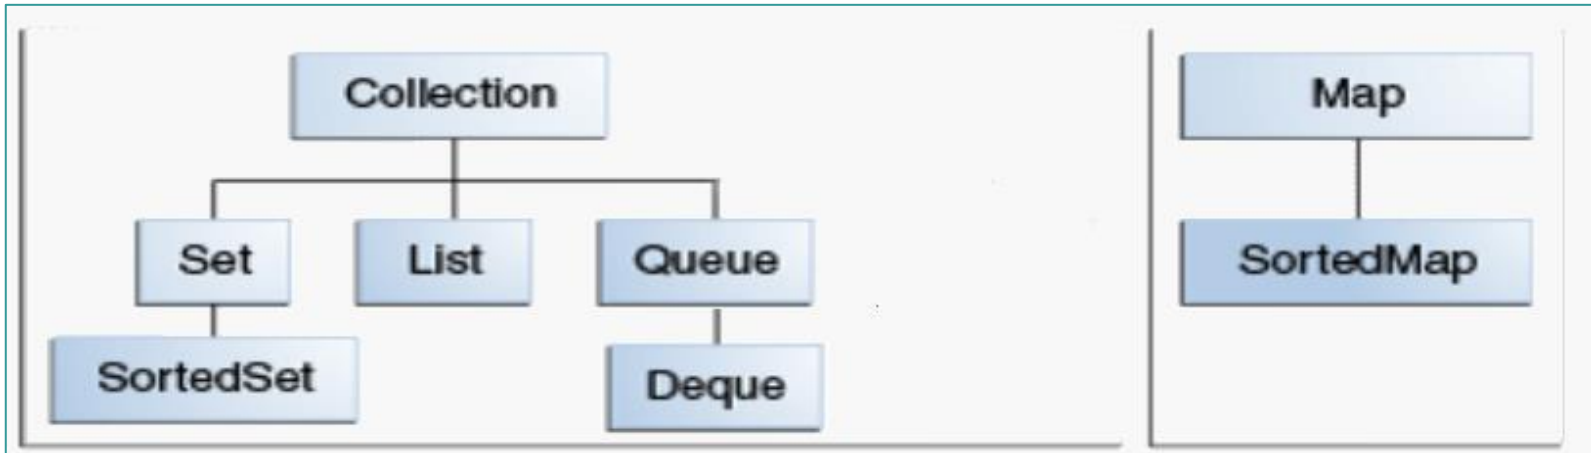 Collection
Map
Set
List
Queue
SortedMap
SortedSet
Deque